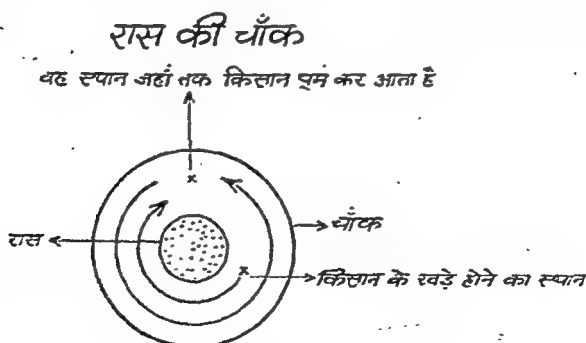 रास की चाँक
वह स्थान जहां तक किसान घूम कर आता है
रास
चाँक
किसान के खड़े होने का स्थान